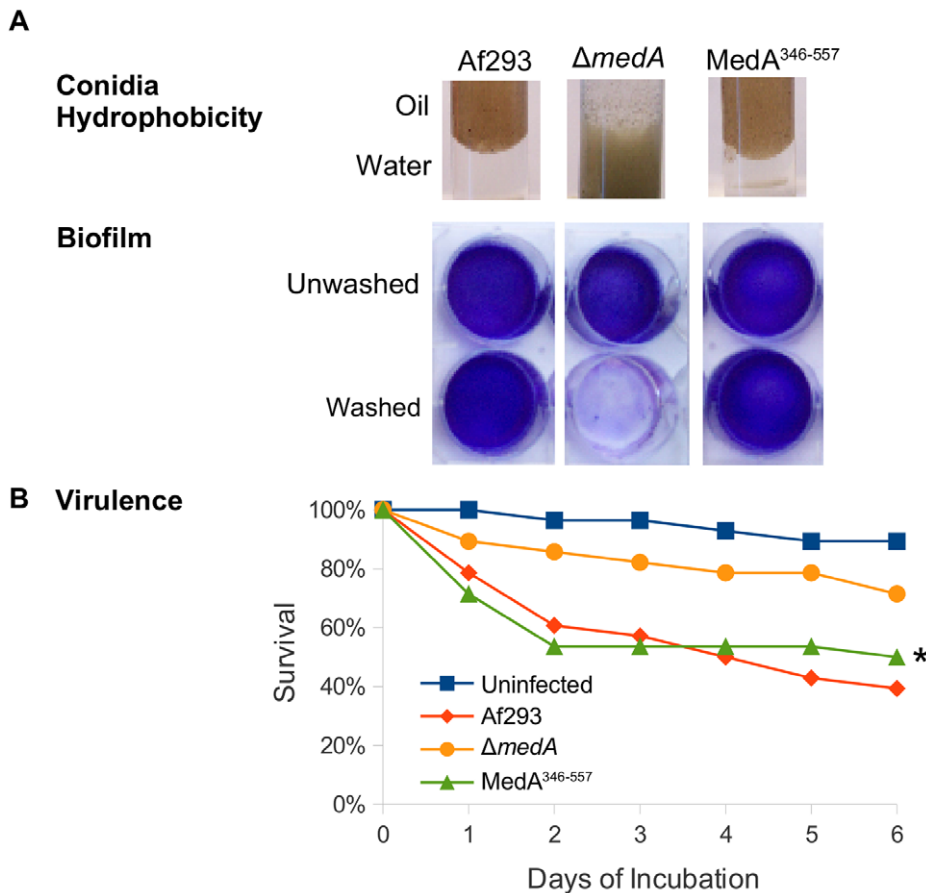 A
Af293 ΔmedA MedA³⁴⁶⁻⁵⁵⁷
Conidia
Hydrophobicity
Oil
Water
Biofilm
Unwashed
Washed
B Virulence
100%
80%
60%
40%
20%
0%
Survival
*
Uninfected
Af293
ΔmedA
MedA³⁴⁶⁻⁵⁵⁷
0 1 2 3 4 5 6
Days of Incubation